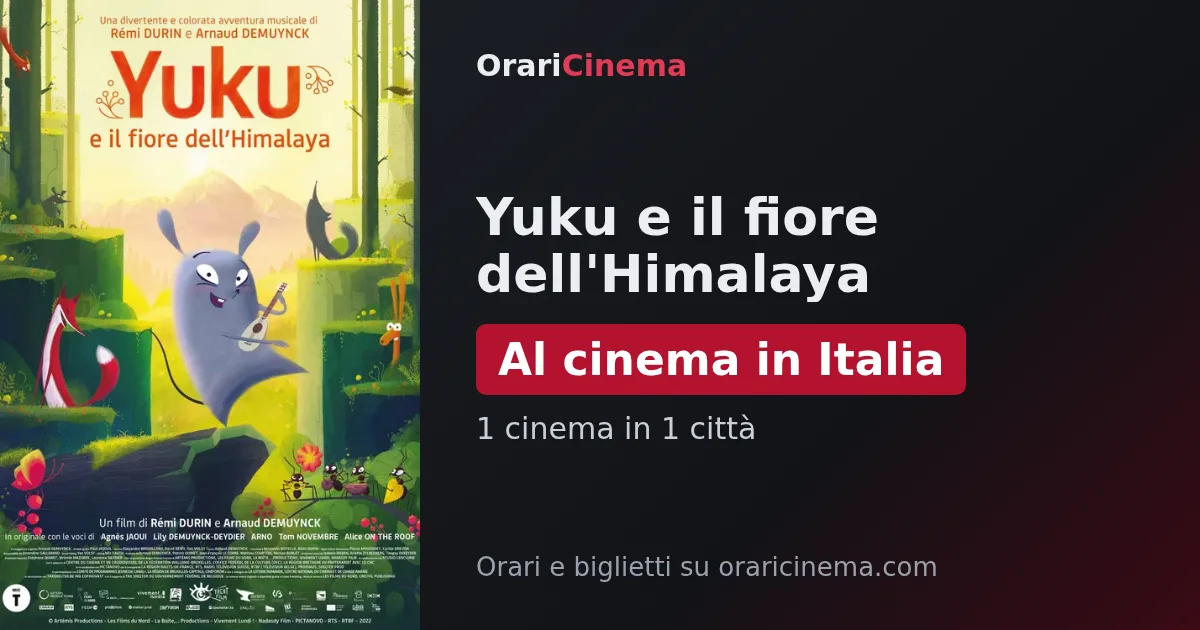 Una divertente e colorata avventura musicale di
Rémi DURIN e Arnaud DEMUYNCK
Yuku
e il fiore dell'Himalaya
Un film di Rémi DURIN e Arnaud DEMUYNCK
In originale con le voci di Agnès JAOUI Lily DEMUYNCK-DEYDIER ARNO Tom NOVEMBRE Alice ON THE ROOF
© Artémis Productions - Les Films du Nord - La Boîte,... Productions - Vivement Lundi ! - Nadasdy Film - PICTANOVO - RTS - RTBF - 2022
OrariCinema
Yuku e il fiore
dell'Himalaya
Al cinema in Italia
1 cinema in 1 città
Orari e biglietti su oraricinema.com